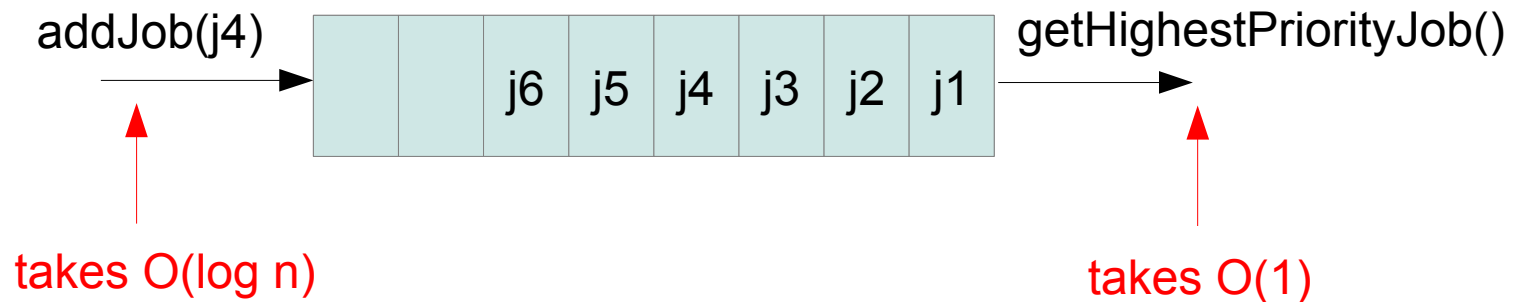 addJob(j4)
getHighestPriorityJob()
j6 j5 j4 j3 j2 j1
takes O(log n)
takes O(1)